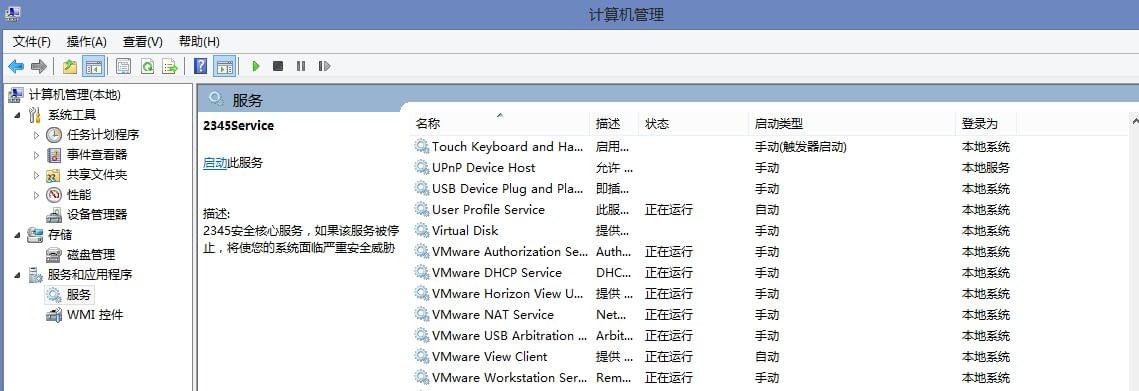 计算机管理
文件(F) 操作(A) 查看(V) 帮助(H)
计算机管理(本地)
系统工具
任务计划程序
事件查看器
共享文件夹
性能
设备管理器
存储
磁盘管理
服务和应用程序
服务
WMI 控件
服务
2345Service
启动此服务
描述:
2345安全核心服务，如果该服务被停
止，将使您的系统面临严重安全威胁
名称 描述 状态 启动类型 登录为
Touch Keyboard and Ha... 启用... 手动(触发器启动) 本地系统
UPnP Device Host 允许 ... 手动 本地服务
USB Device Plug and Pla... 即插... 手动 本地系统
User Profile Service 此服... 正在运行 自动 本地系统
Virtual Disk 提供... 手动 本地系统
VMware Authorization Se... Auth... 正在运行 手动 本地系统
VMware DHCP Service DHC... 正在运行 手动 本地系统
VMware Horizon View U... 提供 ... 正在运行 手动 本地系统
VMware NAT Service Net... 正在运行 手动 本地系统
VMware USB Arbitration ... Arbit... 正在运行 手动 本地系统
VMware View Client 提供 ... 正在运行 自动 本地系统
VMware Workstation Ser... Rem... 正在运行 手动 本地系统